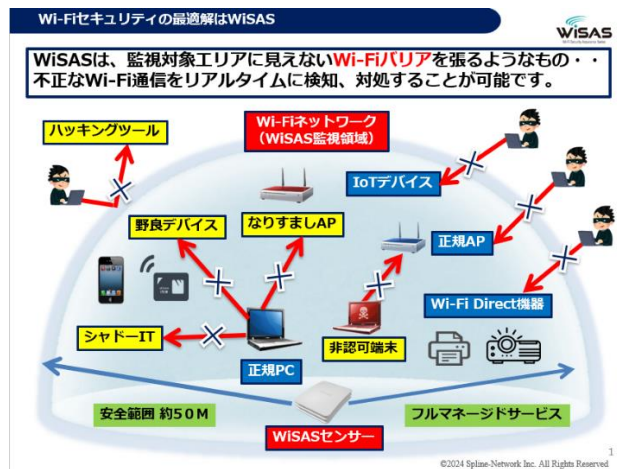 Wi-Fiセキュリティの最適解はWiSAS
WiSAS
WiSASは、監視対象エリアに見えないWi-Fiバリアを張るようなもの・・
不正なWi-Fi通信をリアルタイムに検知、対処することが可能です。
ハッキングツール
Wi-Fiネットワーク
（WiSAS監視領域）
IoTデバイス
野良デバイス
なりすましAP
正規AP
Wi-Fi Direct機器
シャドーIT
正規PC
非認可端末
安全範囲 約50M
フルマネージドサービス
WiSASセンサー
1
©2024 Spline-Network Inc. All Rights Reserved